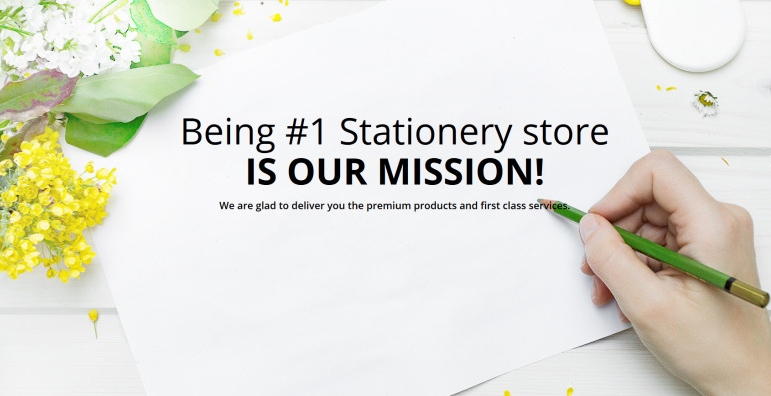 Being #1 Stationery store
IS OUR MISSION!
We are glad to deliver you the premium products and first class services.